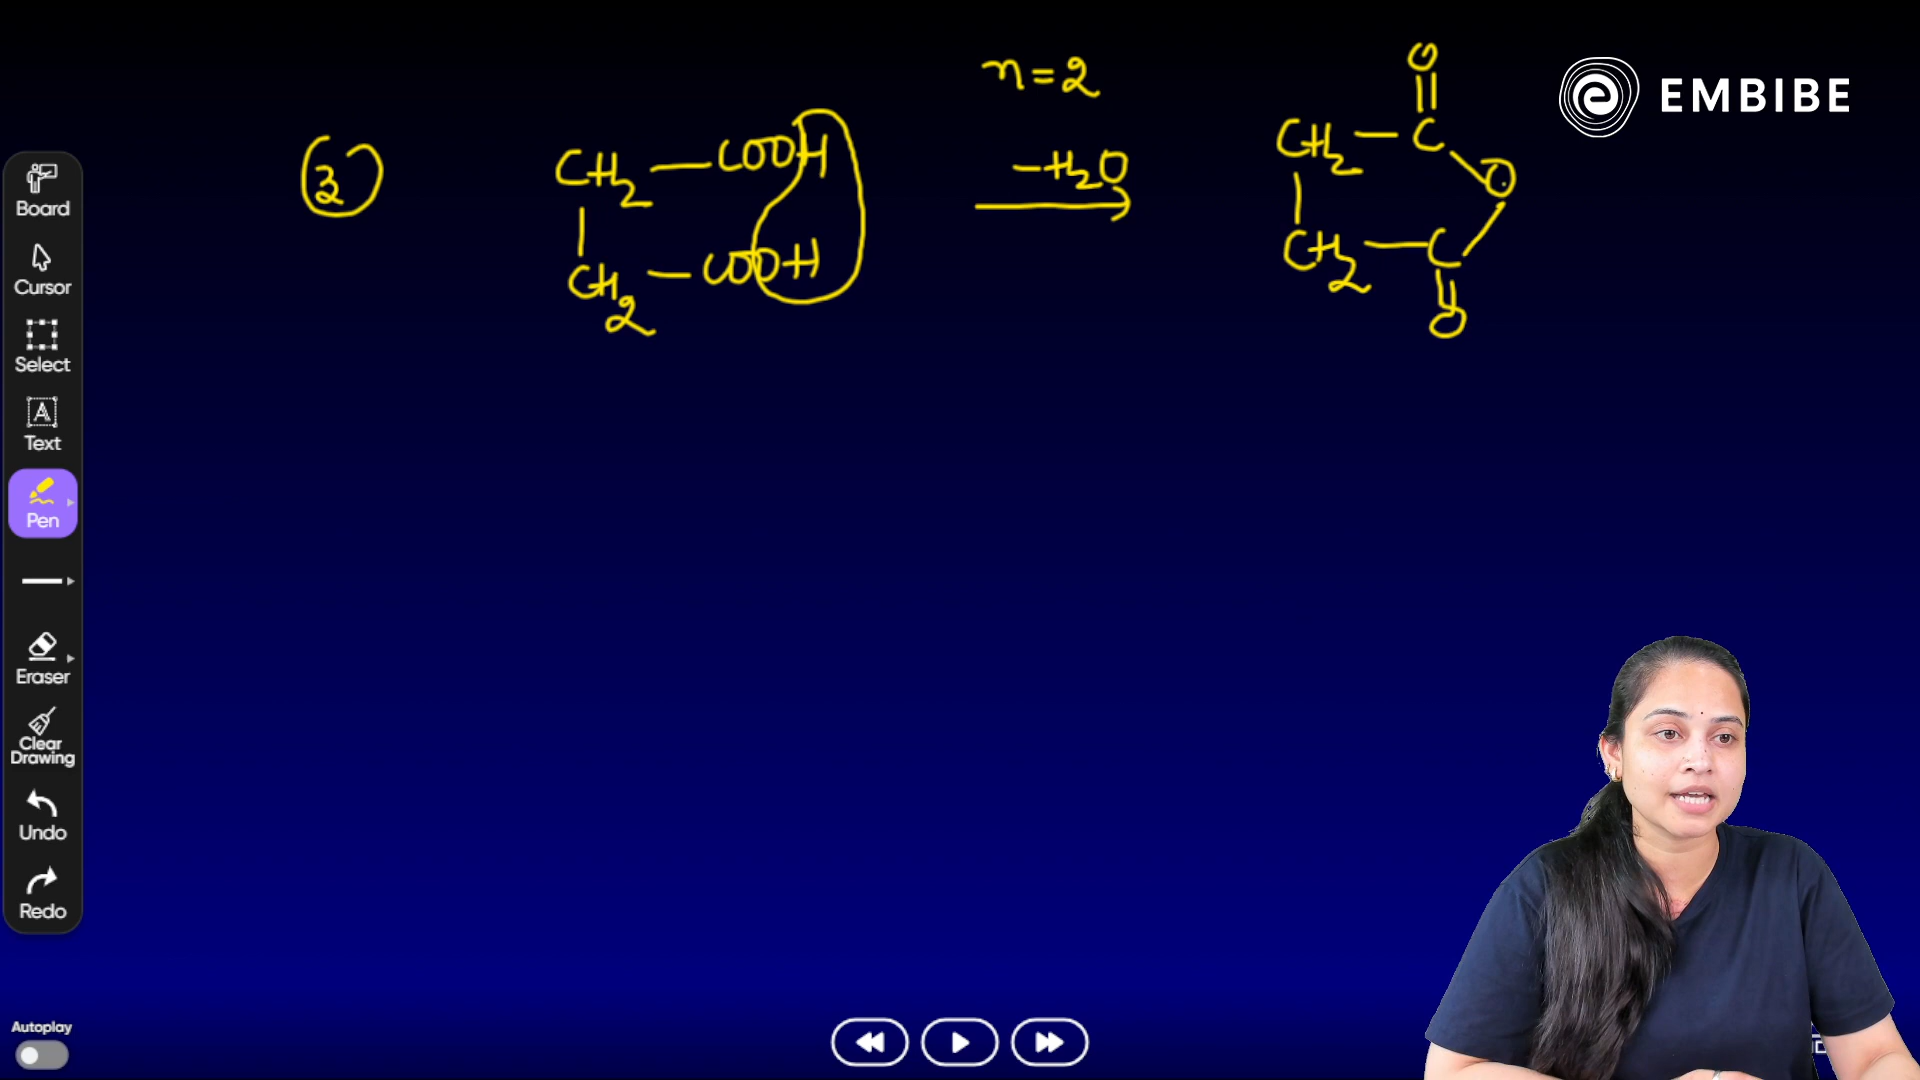 n=2
EMBIBE
③
CH₂—COOH
|
CH₂—COOH
−H₂O
O
||
CH₂—C
O
|
CH₂—C
||
O
Board
Cursor
Select
Text
Pen
Eraser
Clear
Drawing
Undo
Redo
Autoplay